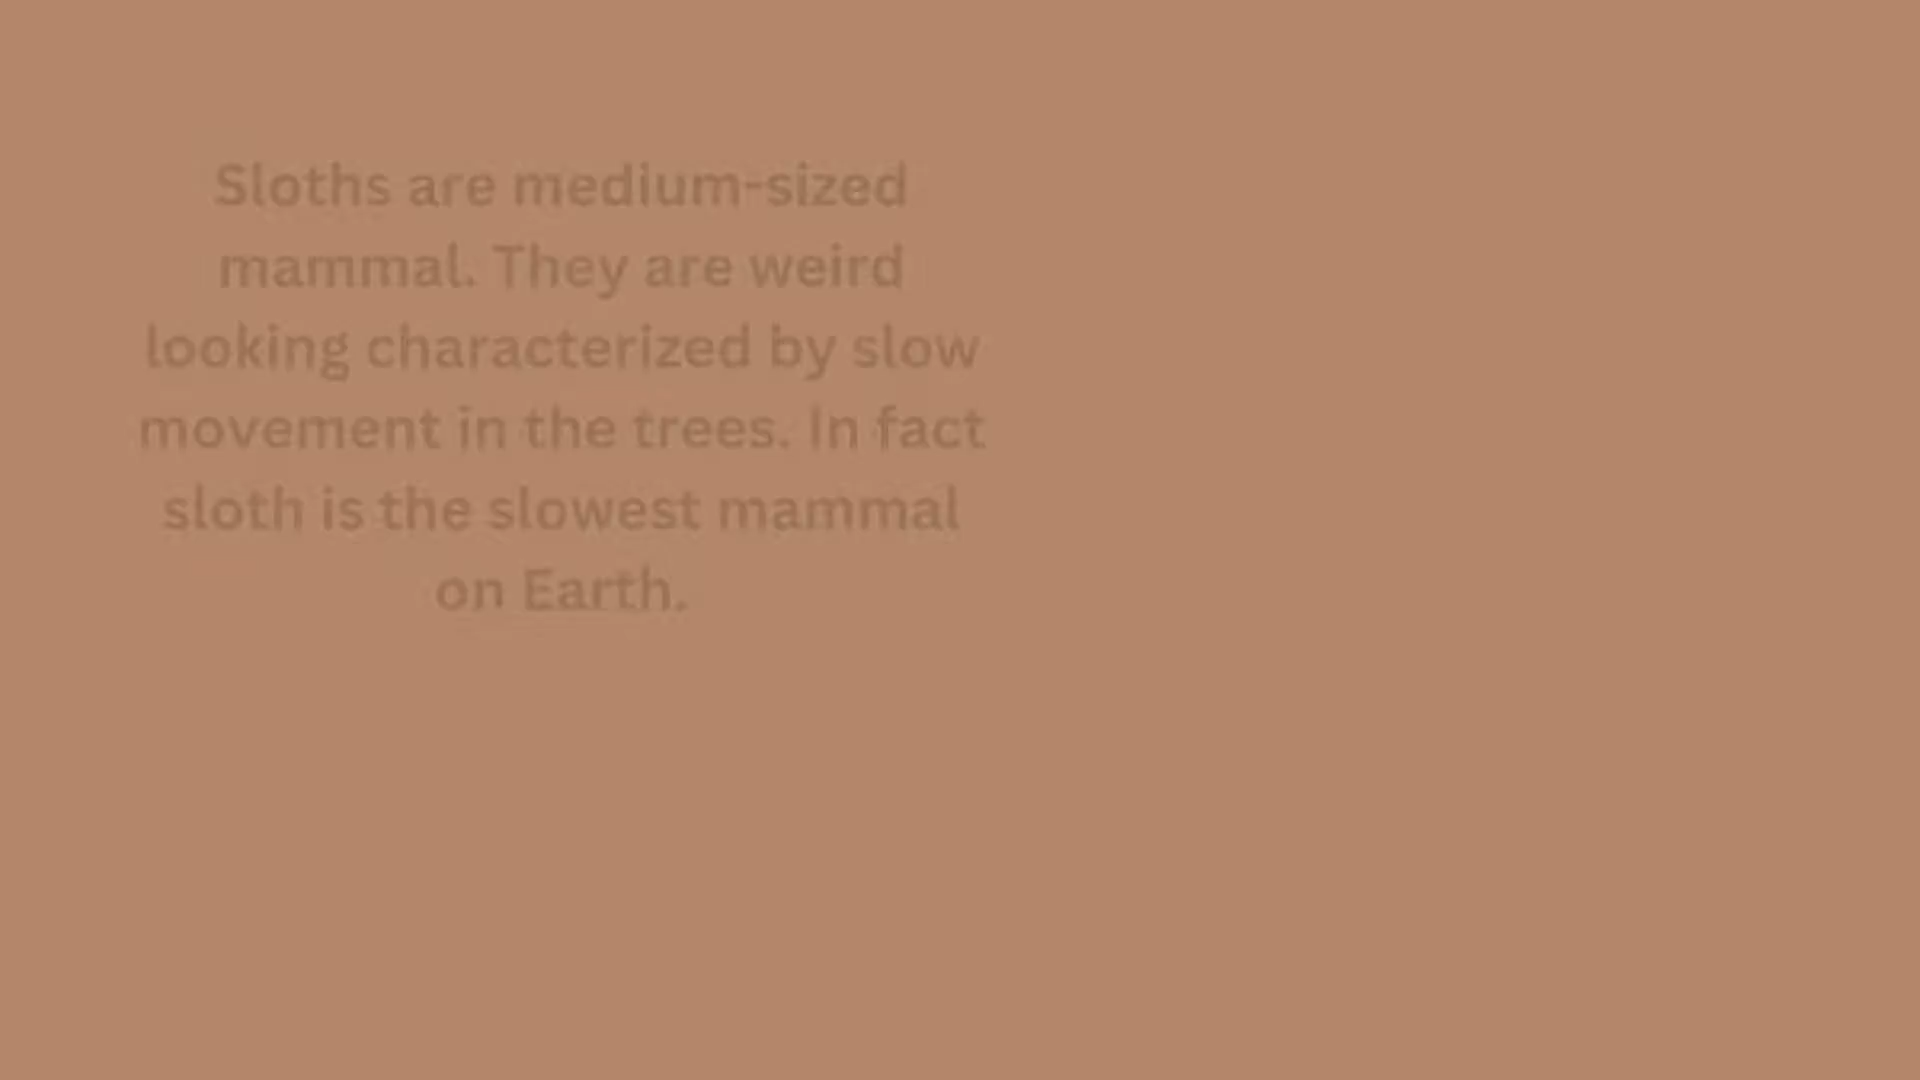 Sloths are medium-sized
mammal. They are weird
looking characterized by slow
movement in the trees. In fact
sloth is the slowest mammal
on Earth.